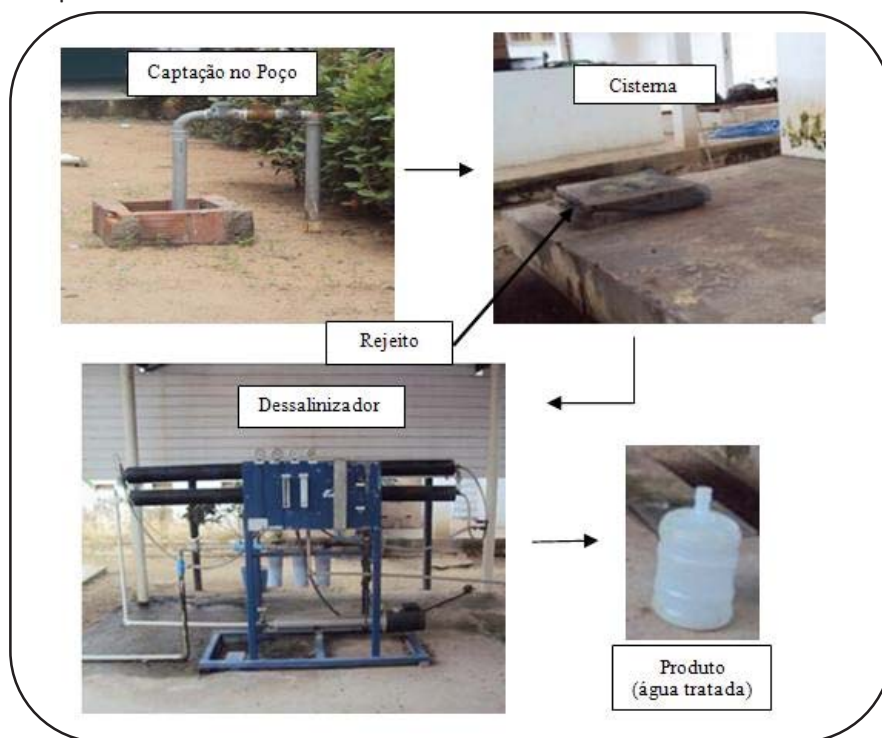 Captação no Poço
Cisterna
Rejeito
Dessalinizador
Produto
(água tratada)